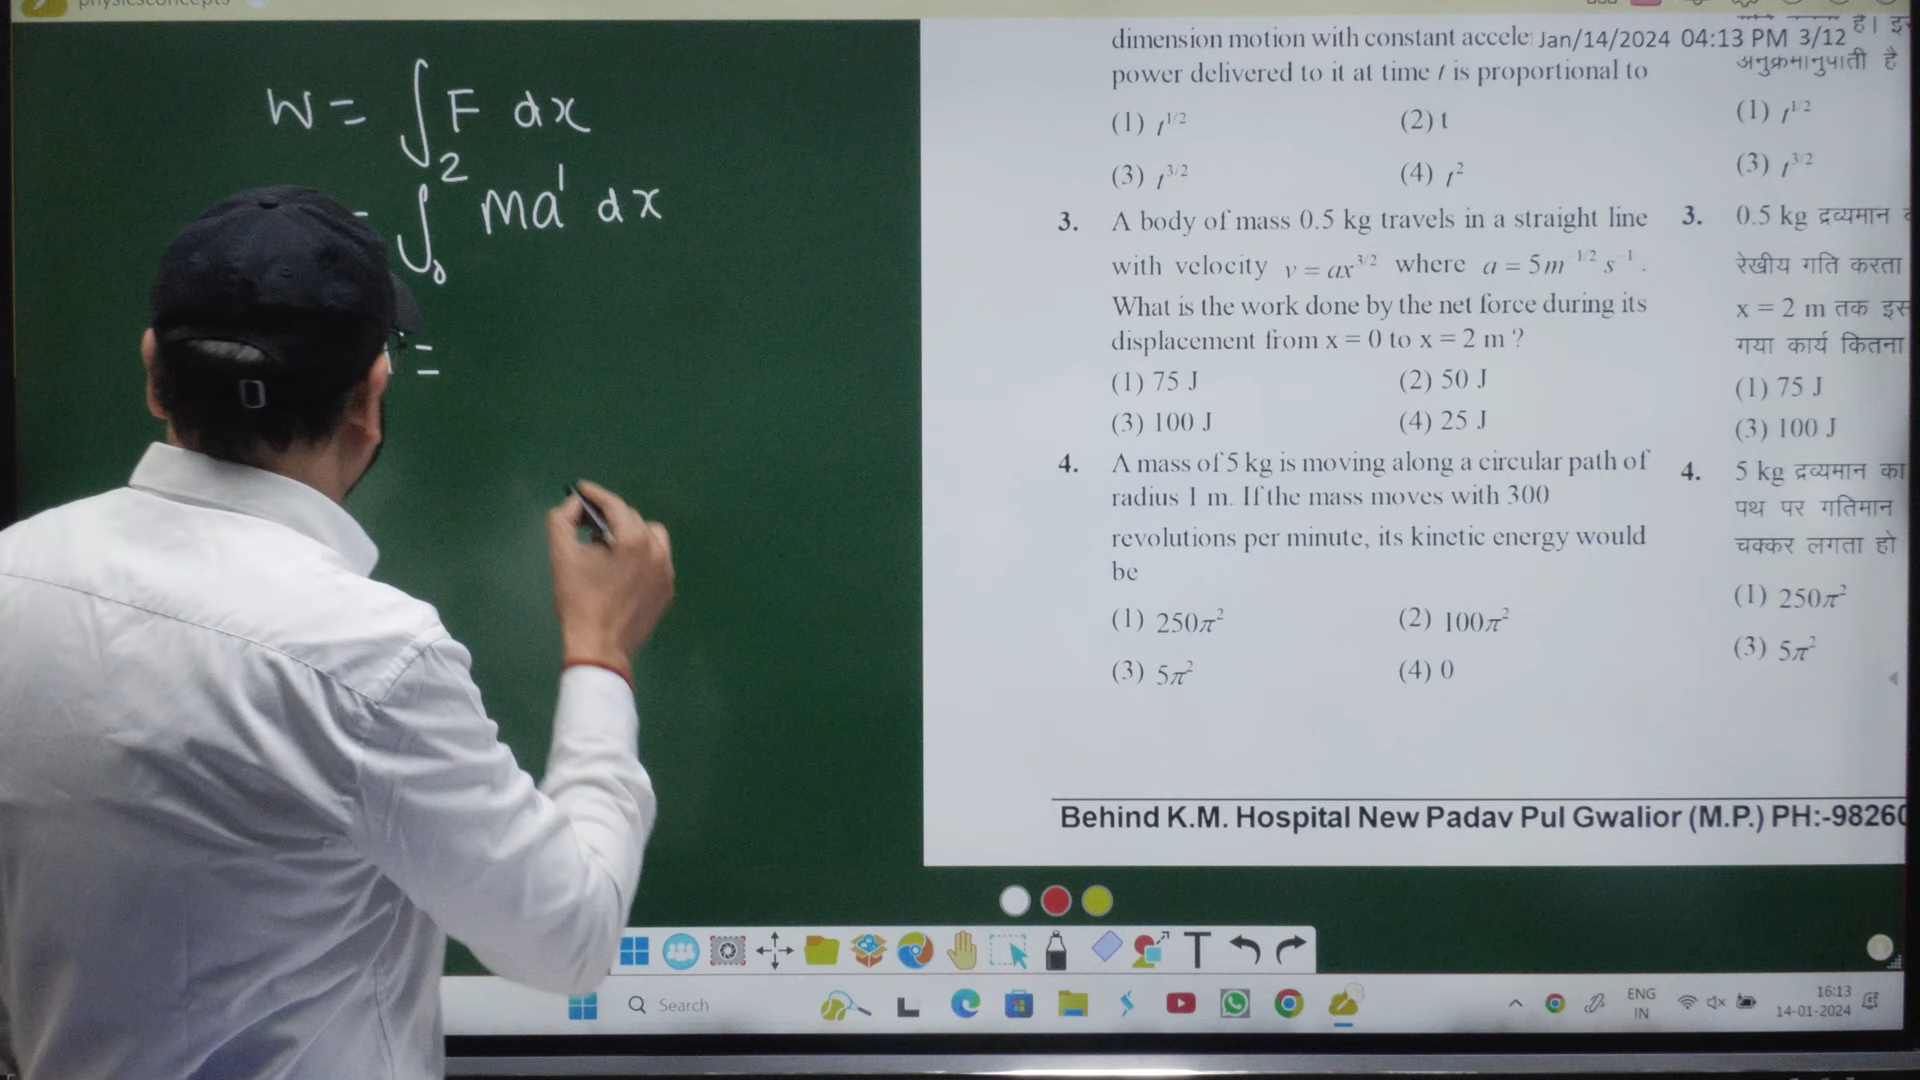 physicsconcepts
W = ∫ F dx
∫₀² ma' dx
=
dimension motion with constant accele
Jan/14/2024 04:13 PM 3/12
power delivered to it at time t is proportional to
(1) t^{1/2} (2) t
(3) t^{3/2} (4) t²
3. A body of mass 0.5 kg travels in a straight line
with velocity v = ax^{3/2} where a = 5m^{-1/2} s^{-1}.
What is the work done by the net force during its
displacement from x = 0 to x = 2 m ?
(1) 75 J (2) 50 J
(3) 100 J (4) 25 J
4. A mass of 5 kg is moving along a circular path of
radius 1 m. If the mass moves with 300
revolutions per minute, its kinetic energy would
be
(1) 250π² (2) 100π²
(3) 5π² (4) 0
है। इस
अनुक्रमानुपाती है
(1) t^{1/2}
(3) t^{3/2}
3. 0.5 kg द्रव्यमान
रेखीय गति करता
x = 2 m तक इस
गया कार्य कितना
(1) 75 J
(3) 100 J
4. 5 kg द्रव्यमान का
पथ पर गतिमान
चक्कर लगता हो
(1) 250π²
(3) 5π²
Behind K.M. Hospital New Padav Pul Gwalior (M.P.) PH:-98260
T
Search
ENG
IN
16:13
14-01-2024